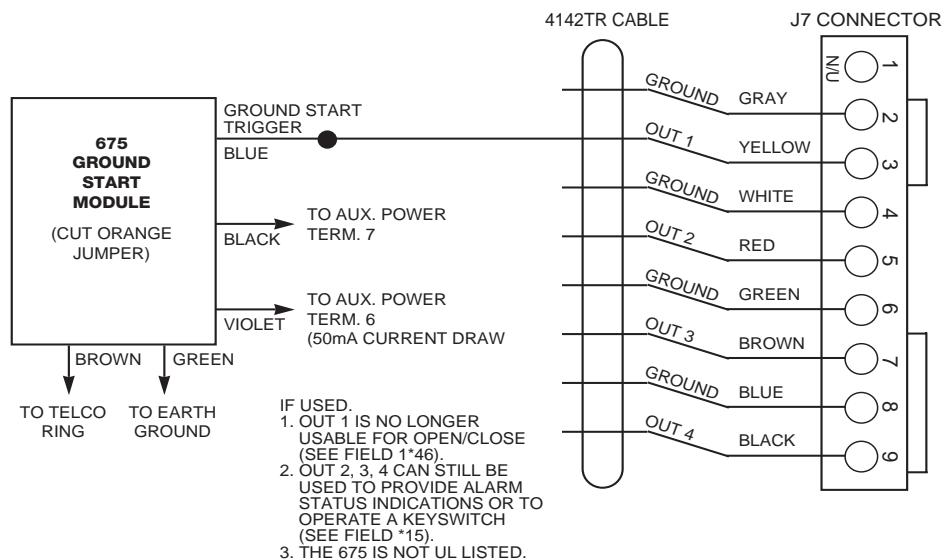 4142TR CABLE
J7 CONNECTOR
N/U
1
GROUND
GRAY
2
OUT 1
YELLOW
3
GROUND
WHITE
4
OUT 2
RED
5
GROUND
GREEN
6
OUT 3
BROWN
7
GROUND
BLUE
8
OUT 4
BLACK
9
675
GROUND
START
MODULE
(CUT ORANGE
JUMPER)
GROUND START
TRIGGER
BLUE
BLACK
TO AUX. POWER
TERM. 7
VIOLET
TO AUX. POWER
TERM. 6
(50mA CURRENT DRAW
BROWN
GREEN
TO TELCO
RING
TO EARTH
GROUND
IF USED.
1. OUT 1 IS NO LONGER
USABLE FOR OPEN/CLOSE
(SEE FIELD 1*46).
2. OUT 2, 3, 4 CAN STILL BE
USED TO PROVIDE ALARM
STATUS INDICATIONS OR TO
OPERATE A KEYSWITCH
(SEE FIELD *15).
3. THE 675 IS NOT UL LISTED.